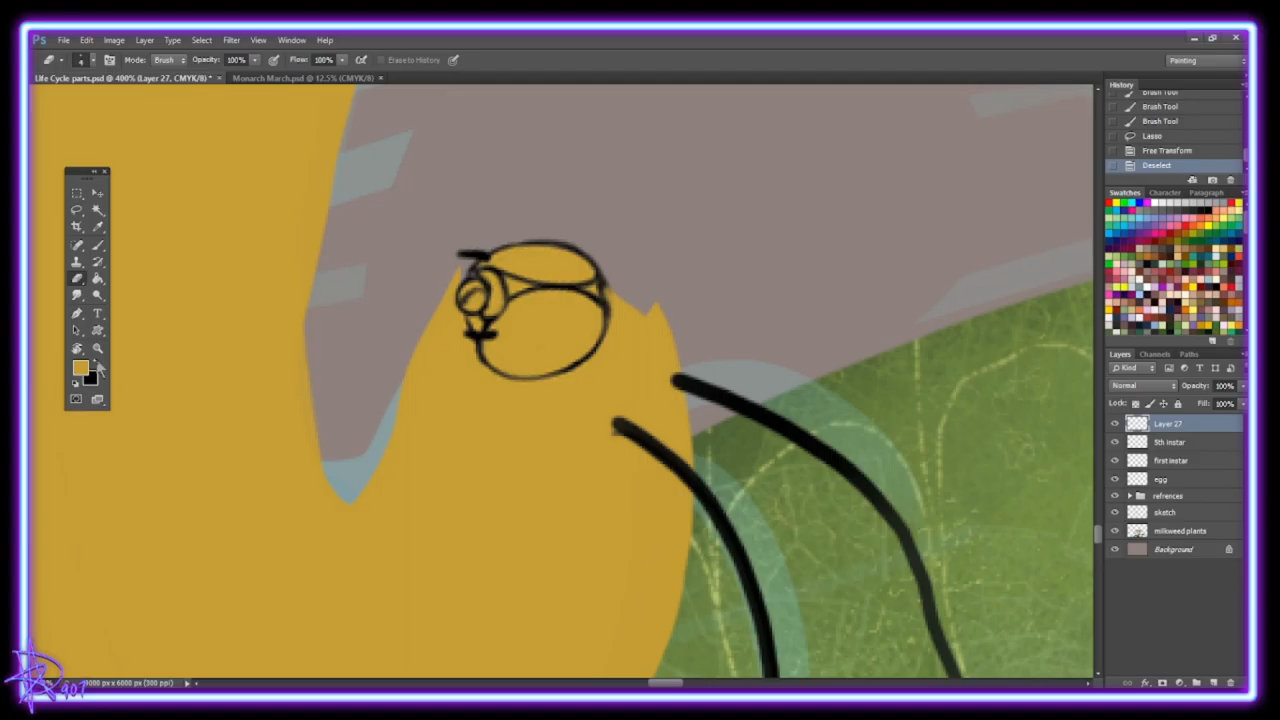 Ps File Edit Image Layer Type Select Filter View Window Help
4 Mode: Brush Opacity: 100% Flow: 100% Erase to History Painting
Life Cycle parts.psd @ 400% (Layer 27, CMYK/8) * × Monarch March.psd @ 12.5% (CMYK/8) ×
History
Brush Tool
Brush Tool
Brush Tool
Lasso
Free Transform
Deselect
Swatches Character Paragraph
Layers Channels Paths
Kind
Normal Opacity: 100%
Lock: Fill: 100%
Layer 27
5th instar
first instar
egg
refrences
skatch
milkweed plants
Background
px x 6000 px (300 ppi)
907